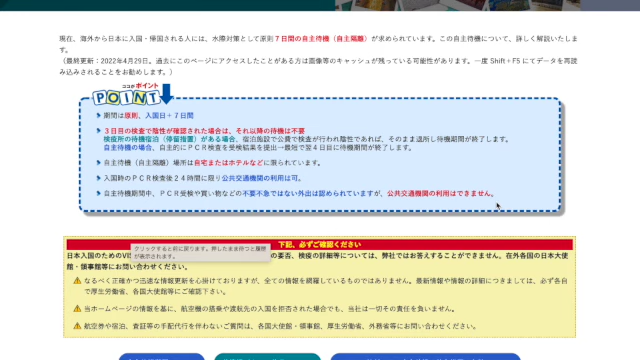 現在、海外から日本に入国・帰国される人には、水際対策として原則７日間の自主待機（自主隔離）が求められています。この自主待機について、詳しく解説いたしま
す。
（最終更新：2022年4月29日。過去にこのページにアクセスしたことがある方は画像等のキャッシュが残っている可能性があります。一度 Shift＋F5 にてデータを再読
み込みされることをお勧めします。）
ココがポイント
POINT
期間は原則、入国日＋７日間
３日目の検査で陰性が確認された場合は、それ以降の待機は不要
検疫所の待機宿泊（停留措置）がある場合、宿泊施設で公費で検査が行われ陰性であれば、そのまま退所し待機期間が終了します。
自主待機の場合、自主的にＰＣＲ検査を受検結果を提出→最短で翌４日目に待機期間が終了します。
自主待機（自主隔離）場所は自宅またはホテルなどに限られています。
入国時のＰＣＲ検査後２４時間に限り公共交通機関の利用は可。
自主待機期間中、ＰＣＲ受検や買い物などの不要不急ではない外出は認められていますが、公共交通機関の利用はできません。
下記、必ずご確認ください
クリックすると前に戻ります。押したまま待つと履歴
が表示されます。
日本入国のためのVI
の要否、検疫の詳細等については、弊社ではお答えすることができません。在外各国の日本大使
館・領事館等にお問い合わせください。
なるべく正確かつ迅速な情報更新を心掛けておりますが、全ての情報を網羅しているものではありません。最新情報や情報の詳細につきましては、必ず各自
で厚生労働省、各国大使館等にご確認下さい。
当ホームページの情報を基に、航空機の搭乗や渡航先の入国を拒否された場合でも、当社は一切その責任を負いません。
航空券や宿泊、査証等の手配代行を伴わないご質問は、各国大使館・領事館、厚生労働省、外務省等にお問い合わせください。